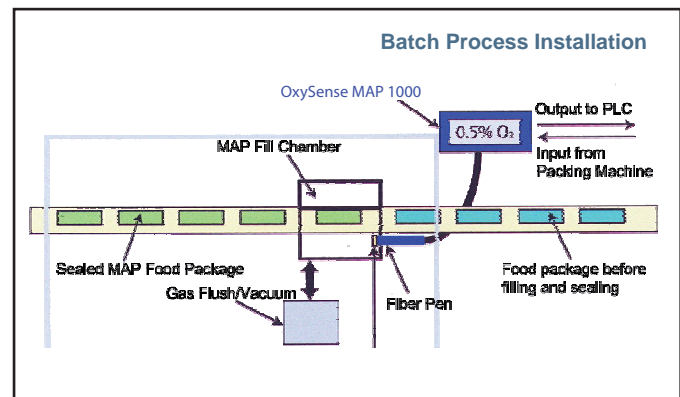 Batch Process Installation
OxySense MAP 1000
Output to PLC
0.5% O₂
MAP Fill Chamber
Input from
Packing Machine
Sealed MAP Food Package
Gas Flush/Vacuum
Fiber Pen
Food package before
filling and sealing